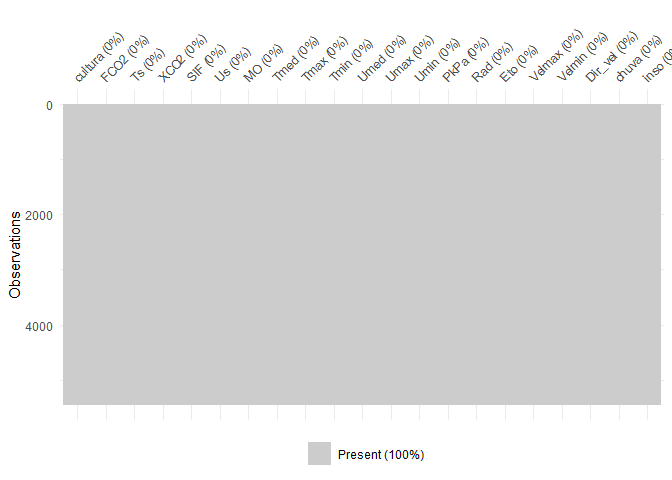 cultura (0%)
FCO2 (0%)
Ts (0%)
XCO2 (0%)
SIF (0%)
Us (0%)
MO (0%)
Tmed (0%)
Tmax (0%)
Tmin (0%)
Umed (0%)
Umax (0%)
Umin (0%)
PkPa (0%)
Rad (0%)
Eto (0%)
Velmax (0%)
Velmin (0%)
Dir_vel (0%)
chuva (0%)
inso (0%
0
2000
4000
Observations
Present (100%)